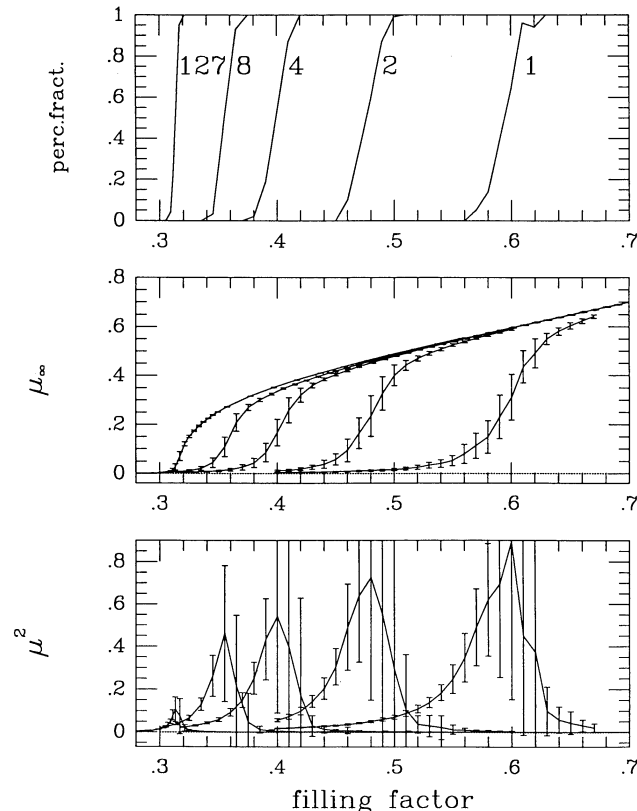 perc.fract.
1
.8
.6
.4
.2
0
127 8 4 2 1
.3 .4 .5 .6 .7
μ∞
.8
.6
.4
.2
0
.3 .4 .5 .6 .7
μ²
.8
.6
.4
.2
0
.3 .4 .5 .6 .7
filling factor